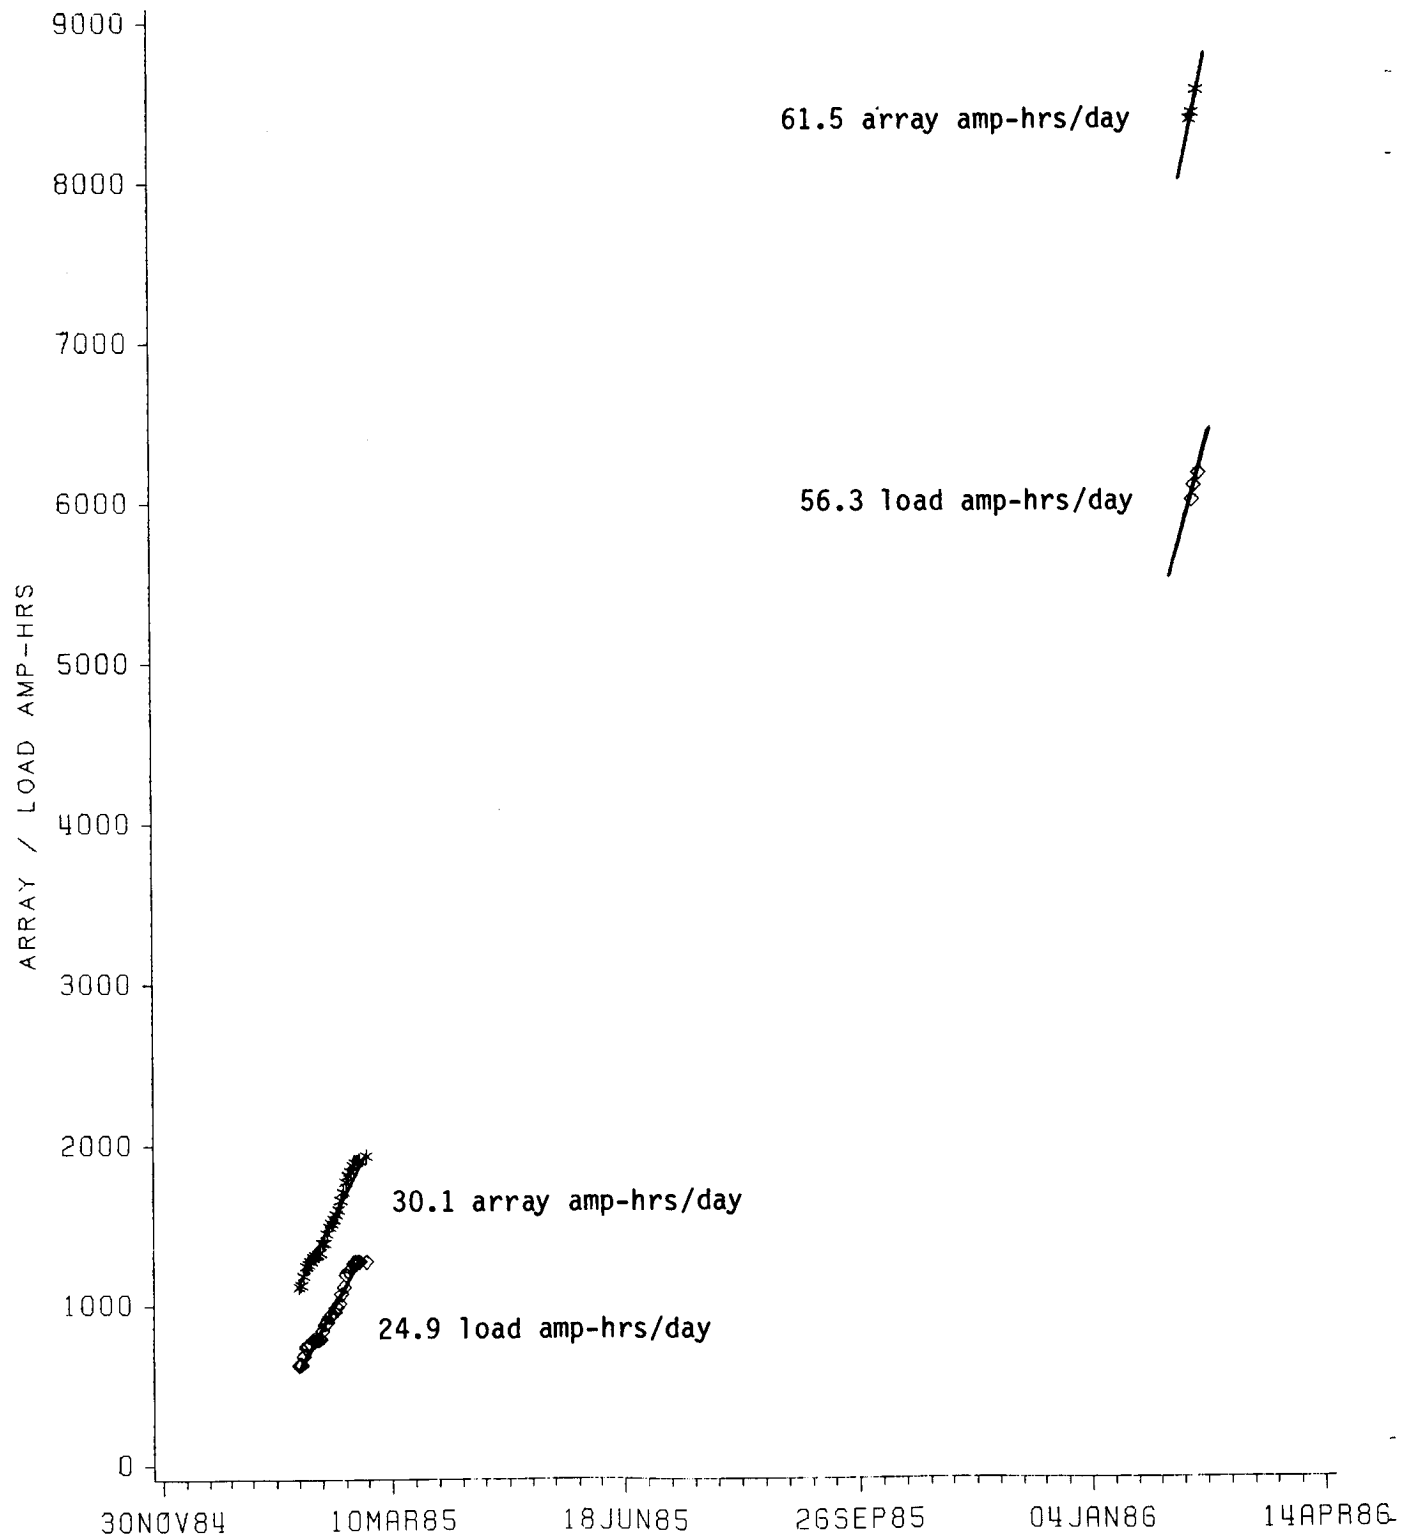 9000
61.5 array amp-hrs/day
8000
7000
56.3 load amp-hrs/day
6000
ARRAY / LOAD AMP-HRS
5000
4000
3000
2000
30.1 array amp-hrs/day
1000
24.9 load amp-hrs/day
0
30NOV84 10MAR85 18JUN85 26SEP85 04JAN86 14APR86